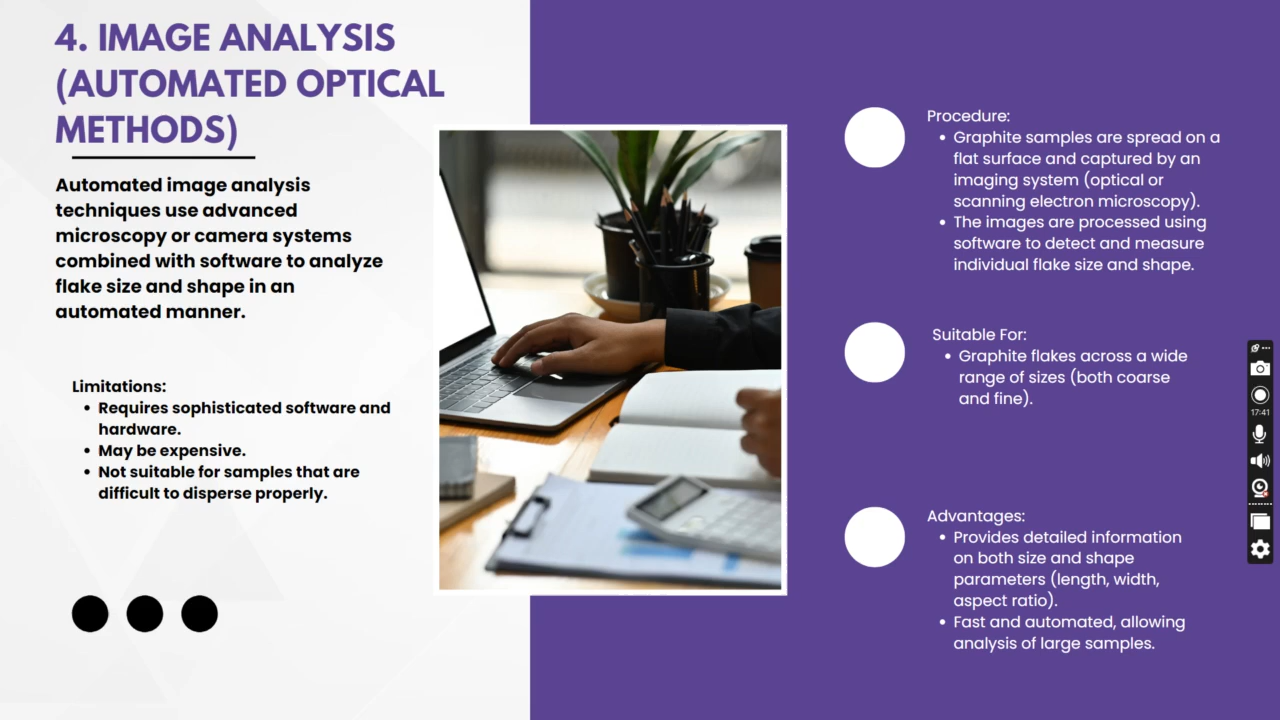 4. IMAGE ANALYSIS
(AUTOMATED OPTICAL
METHODS)
Automated image analysis
techniques use advanced
microscopy or camera systems
combined with software to analyze
flake size and shape in an
automated manner.
Limitations:
• Requires sophisticated software and
hardware.
• May be expensive.
• Not suitable for samples that are
difficult to disperse properly.
Procedure:
• Graphite samples are spread on a
flat surface and captured by an
imaging system (optical or
scanning electron microscopy).
• The images are processed using
software to detect and measure
individual flake size and shape.
Suitable For:
• Graphite flakes across a wide
range of sizes (both coarse
and fine).
Advantages:
• Provides detailed information
on both size and shape
parameters (length, width,
aspect ratio).
• Fast and automated, allowing
analysis of large samples.
17:41